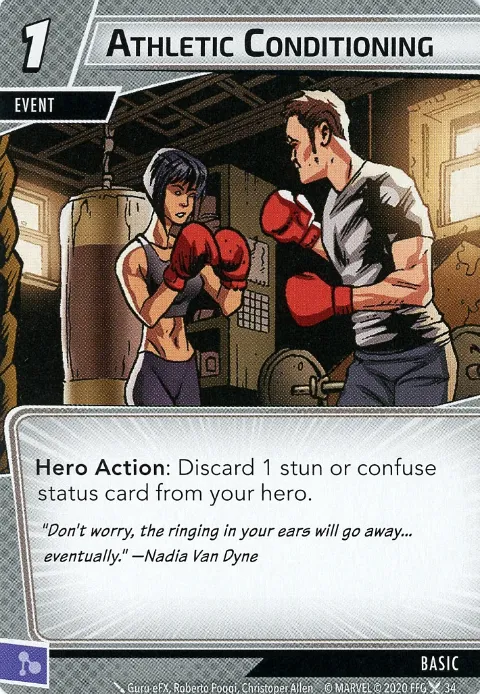 1
ATHLETIC CONDITIONING
EVENT
Hero Action: Discard 1 stun or confuse
status card from your hero.
"Don't worry, the ringing in your ears will go away...
eventually." —Nadia Van Dyne
BASIC
Guru-eFX, Roberto Poggi, Christoper Allen © MARVEL © 2020 FFG 34